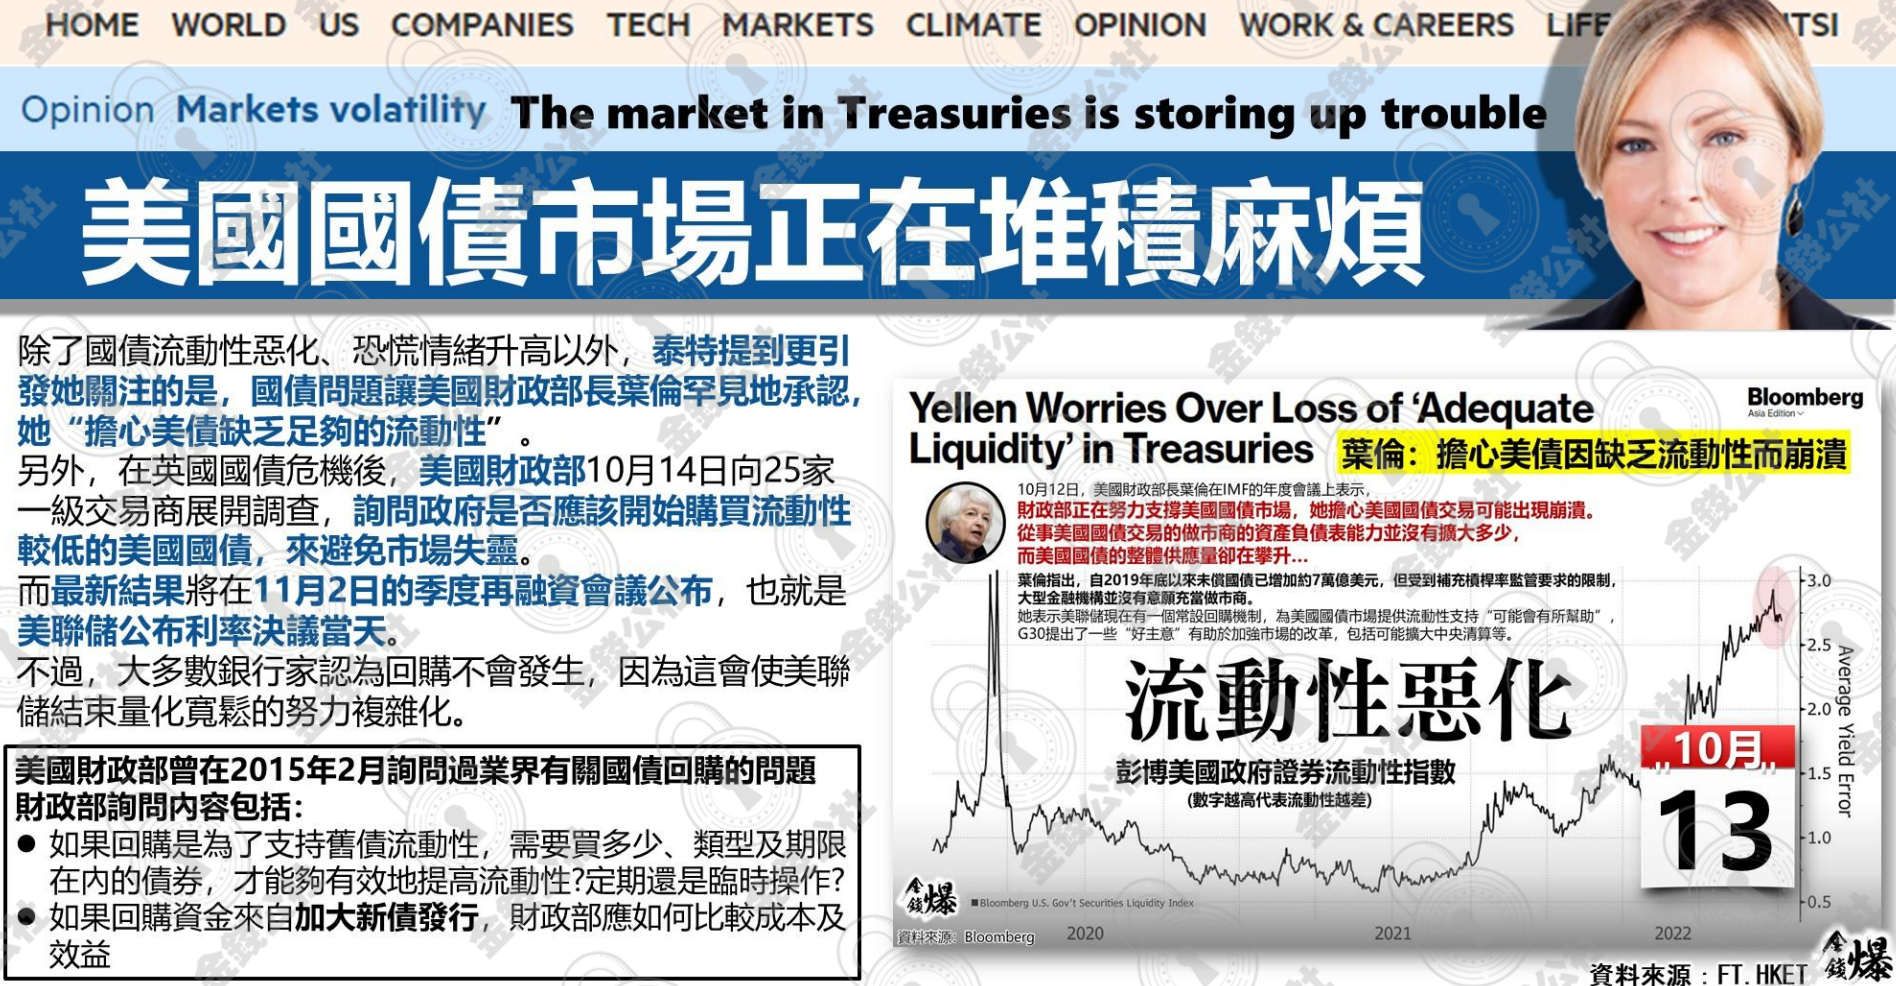 HOME WORLD US COMPANIES TECH MARKETS CLIMATE OPINION WORK & CAREERS LIFE
Opinion Markets volatility The market in Treasuries is storing up trouble
美國國債市場正在堆積麻煩
除了國債流動性惡化、恐慌情緒升高以外，泰特提到更引
發她關注的是，國債問題讓美國財政部長葉倫罕見地承認，
她“擔心美債缺乏足夠的流動性”。
另外，在英國國債危機後，美國財政部10月14日向25家
一級交易商展開調查，詢問政府是否應該開始購買流動性
較低的美國國債，來避免市場失靈。
而最新結果將在11月2日的季度再融資會議公布，也就是
美聯儲公布利率決議當天。
不過，大多數銀行家認為回購不會發生，因為這會使美聯
儲結束量化寬鬆的努力複雜化。
美國財政部曾在2015年2月詢問過業界有關國債回購的問題
財政部詢問內容包括：
● 如果回購是為了支持舊債流動性，需要買多少、類型及期限
在內的債券，才能夠有效地提高流動性?定期還是臨時操作?
● 如果回購資金來自加大新債發行，財政部應如何比較成本及
效益
Yellen Worries Over Loss of ‘Adequate
Liquidity’ in Treasuries
Bloomberg
Asia Edition
葉倫：擔心美債因缺乏流動性而崩潰
10月12日，美國財政部長葉倫在IMF的年度會議上表示，
財政部正在努力支撐美國國債市場，她擔心美國國債交易可能出現崩潰。
從事美國國債交易的做市商的資產負債表能力並沒有擴大多少，
而美國國債的整體供應量卻在攀升...
葉倫指出，自2019年底以來未償國債已增加約7萬億美元，但受到補充槓桿率監管要求的限制，
大型金融機構並沒有意願充當做市商。
她表示美聯儲現在有一個常設回購機制，為美國國債市場提供流動性支持“可能會有所幫助”，
G30提出了一些“好主意”有助於加強市場的改革，包括可能擴大中央清算等。
流動性惡化
彭博美國政府證券流動性指數
(數字越高代表流動性越差)
10月
13
3.0
2.5
2.0
1.5
1.0
0.5
Average Yield Error
金錢爆
Bloomberg U.S. Gov't Securities Liquidity Index
資料來源：Bloomberg
2020 2021 2022
資料來源：FT. HKET
金錢爆
金錢公社